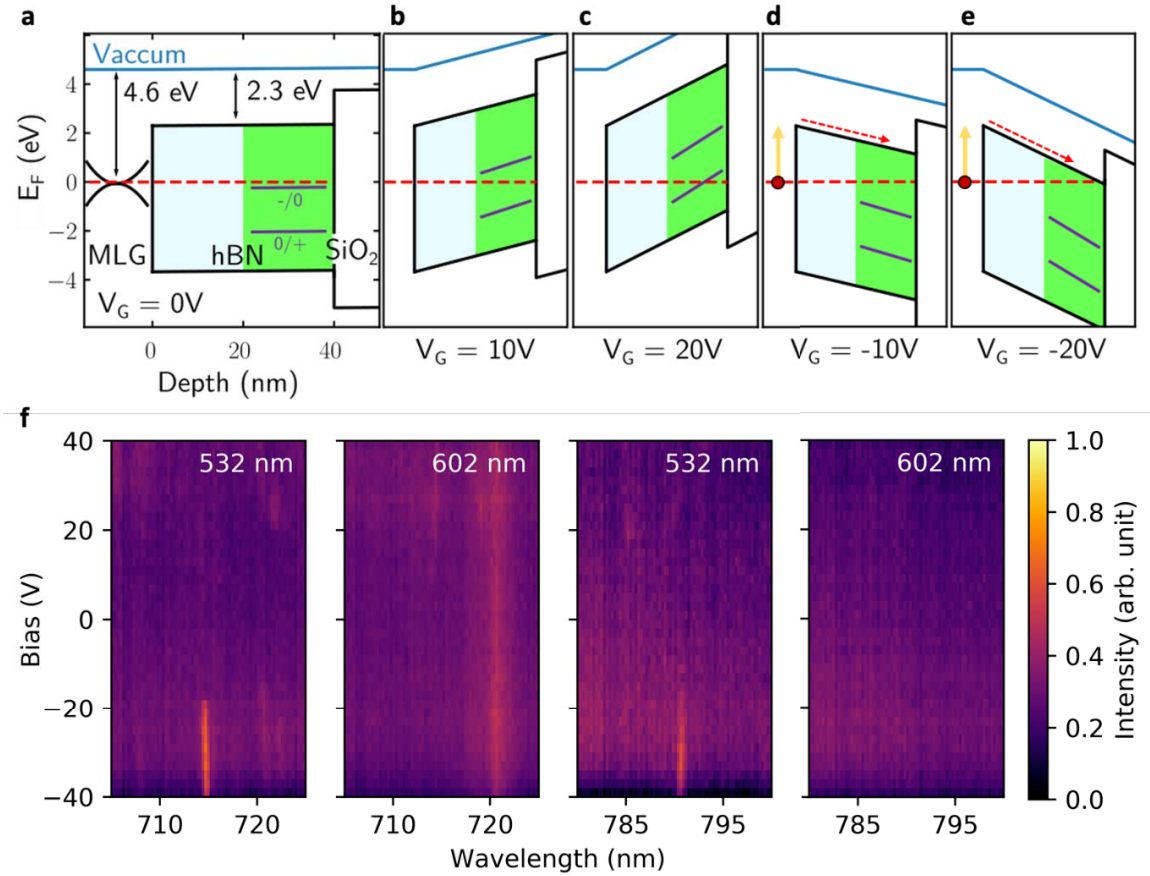 a
b
c
d
e
Vaccum
4.6 eV
2.3 eV
4
2
0
−2
−4
E_F (eV)
-/0
0/+
MLG
hBN
SiO₂
V_G = 0V
V_G = 10V
V_G = 20V
V_G = -10V
V_G = -20V
0
20
40
Depth (nm)
f
40
20
0
−20
−40
Bias (V)
532 nm
602 nm
532 nm
602 nm
710
720
710
720
785
795
785
795
Wavelength (nm)
1.0
0.8
0.6
0.4
0.2
0.0
Intensity (arb. unit)